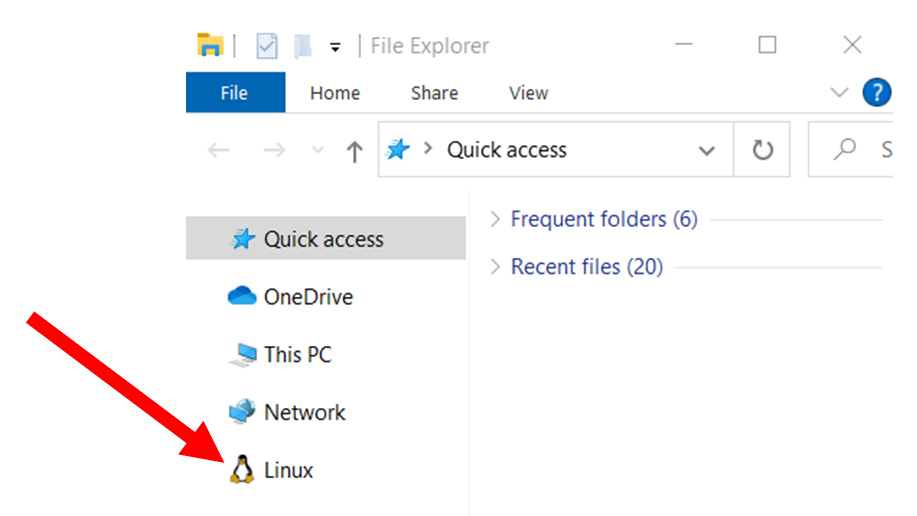 File Explorer
File Home Share View
?
Quick access
S
Quick access
Frequent folders (6)
Recent files (20)
OneDrive
This PC
Network
Linux